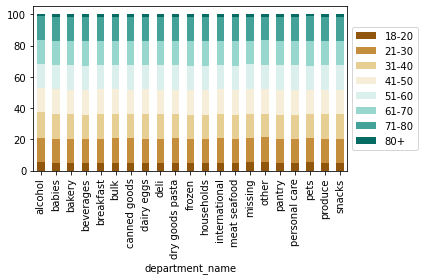 100
80
60
40
20
0
18-20
21-30
31-40
41-50
51-60
61-70
71-80
80+
alcohol
babies
bakery
beverages
breakfast
bulk
canned goods
dairy eggs
deli
dry goods pasta
frozen
households
international
meat seafood
missing
other
pantry
personal care
pets
produce
snacks
department_name